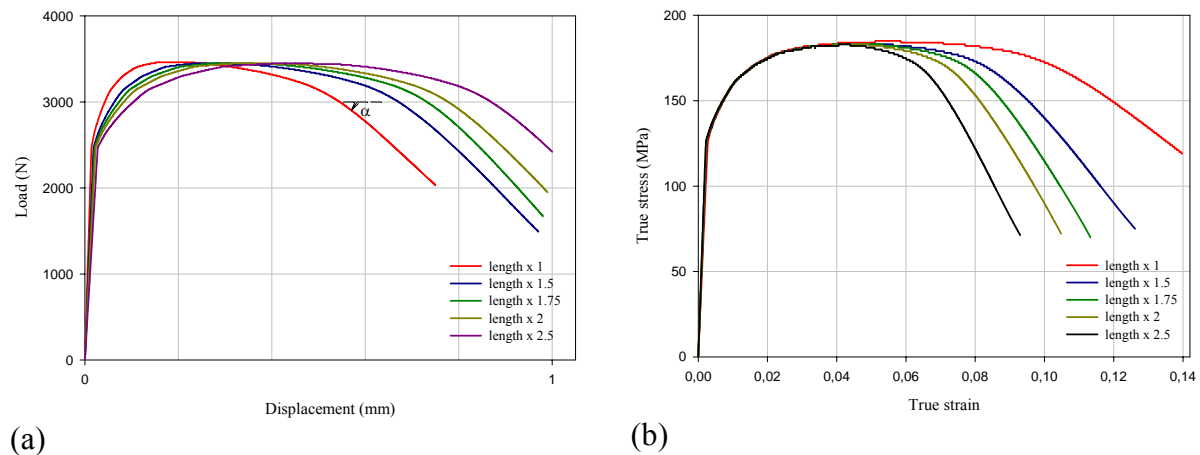 4000
3000
2000
1000
0
Load (N)
α
length x 1
length x 1.5
length x 1.75
length x 2
length x 2.5
0
1
Displacement (mm)
(a)
200
150
100
50
0
True stress (MPa)
length x 1
length x 1.5
length x 1.75
length x 2
length x 2.5
0,00 0,02 0,04 0,06 0,08 0,10 0,12 0,14
True strain
(b)